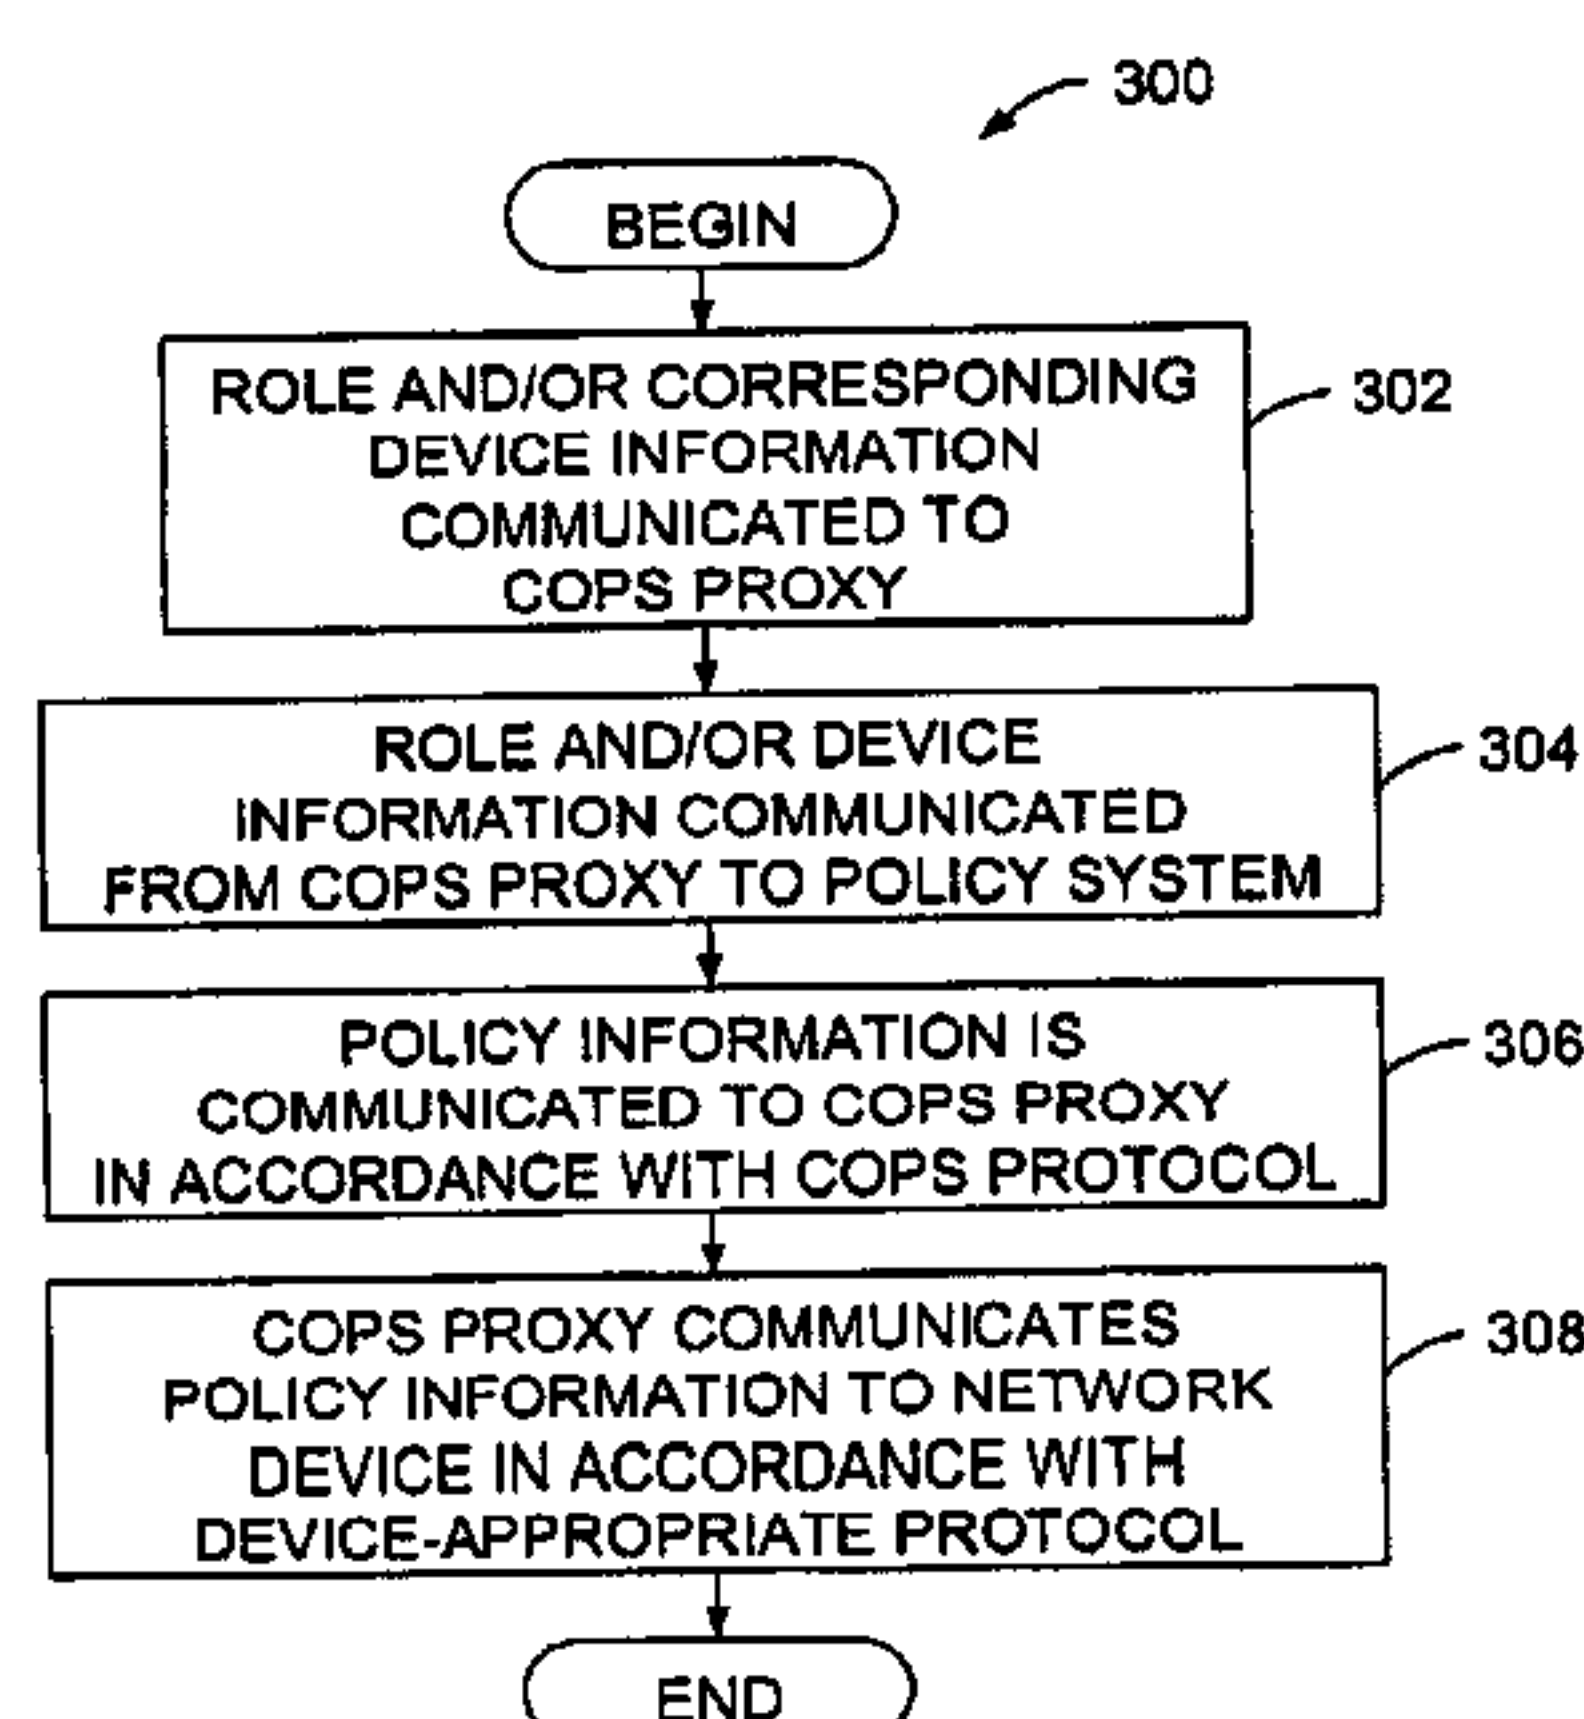 300
BEGIN
ROLE AND/OR CORRESPONDING
DEVICE INFORMATION
COMMUNICATED TO
COPS PROXY
302
ROLE AND/OR DEVICE
INFORMATION COMMUNICATED
FROM COPS PROXY TO POLICY SYSTEM
304
POLICY INFORMATION IS
COMMUNICATED TO COPS PROXY
IN ACCORDANCE WITH COPS PROTOCOL
306
COPS PROXY COMMUNICATES
POLICY INFORMATION TO NETWORK
DEVICE IN ACCORDANCE WITH
DEVICE-APPROPRIATE PROTOCOL
308
END